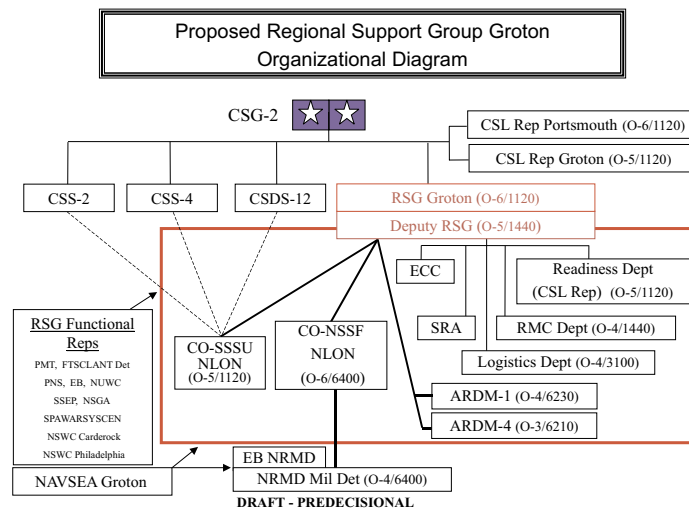 Proposed Regional Support Group Groton
Organizational Diagram
CSG-2
CSL Rep Portsmouth (O-6/1120)
CSL Rep Groton (O-5/1120)
CSS-2
CSS-4
CSDS-12
RSG Groton (O-6/1120)
Deputy RSG (O-5/1440)
ECC
Readiness Dept
(CSL Rep) (O-5/1120)
SRA
RMC Dept (O-4/1440)
Logistics Dept (O-4/3100)
RSG Functional
Reps
PMT, FTSCLANT Det
PNS, EB, NUWC
SSEP, NSGA
SPAWARSYSCEN
NSWC Carderock
NSWC Philadelphia
CO-SSSU
NLON
(O-5/1120)
CO-NSSF
NLON
(O-6/6400)
ARDM-1 (O-4/6230)
ARDM-4 (O-3/6210)
NAVSEA Groton
EB NRMD
NRMD Mil Det (O-4/6400)
DRAFT - PREDECISIONAL